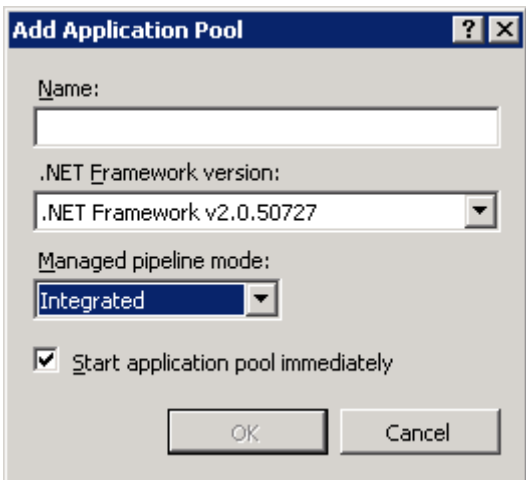 Add Application Pool
Name:
.NET Framework version:
.NET Framework v2.0.50727
Managed pipeline mode:
Integrated
Start application pool immediately
OK Cancel